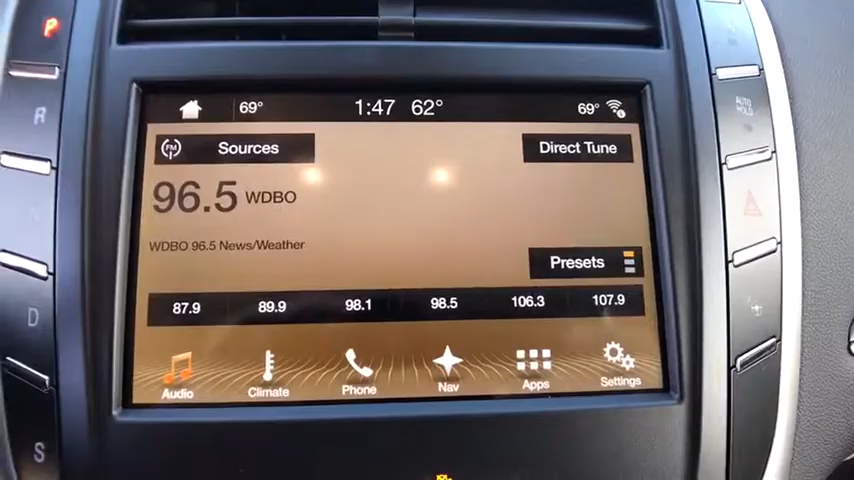 P
R
D
S
69° 1:47 62° 69°
FM Sources Direct Tune
96.5 WDBO
WDBO 96.5 News/Weather
Presets
87.9 89.9 98.1 98.5 106.3 107.9
Audio Climate Phone Nav Apps Settings
AUTO
HOLD